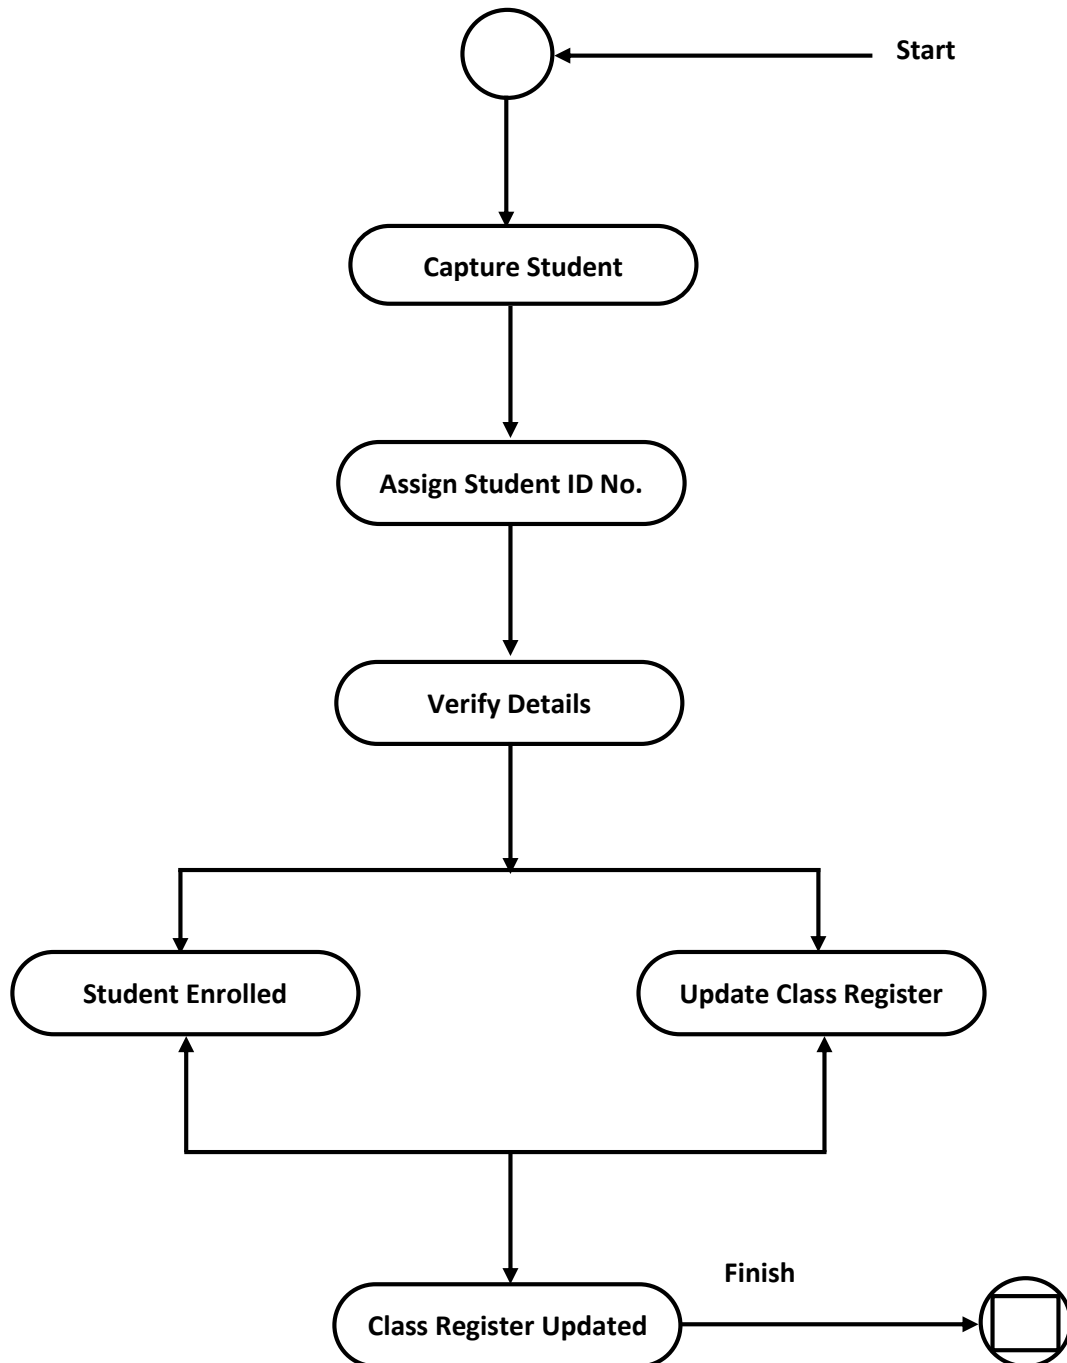 Start
Capture Student
Assign Student ID No.
Verify Details
Student Enrolled
Update Class Register
Finish
Class Register Updated